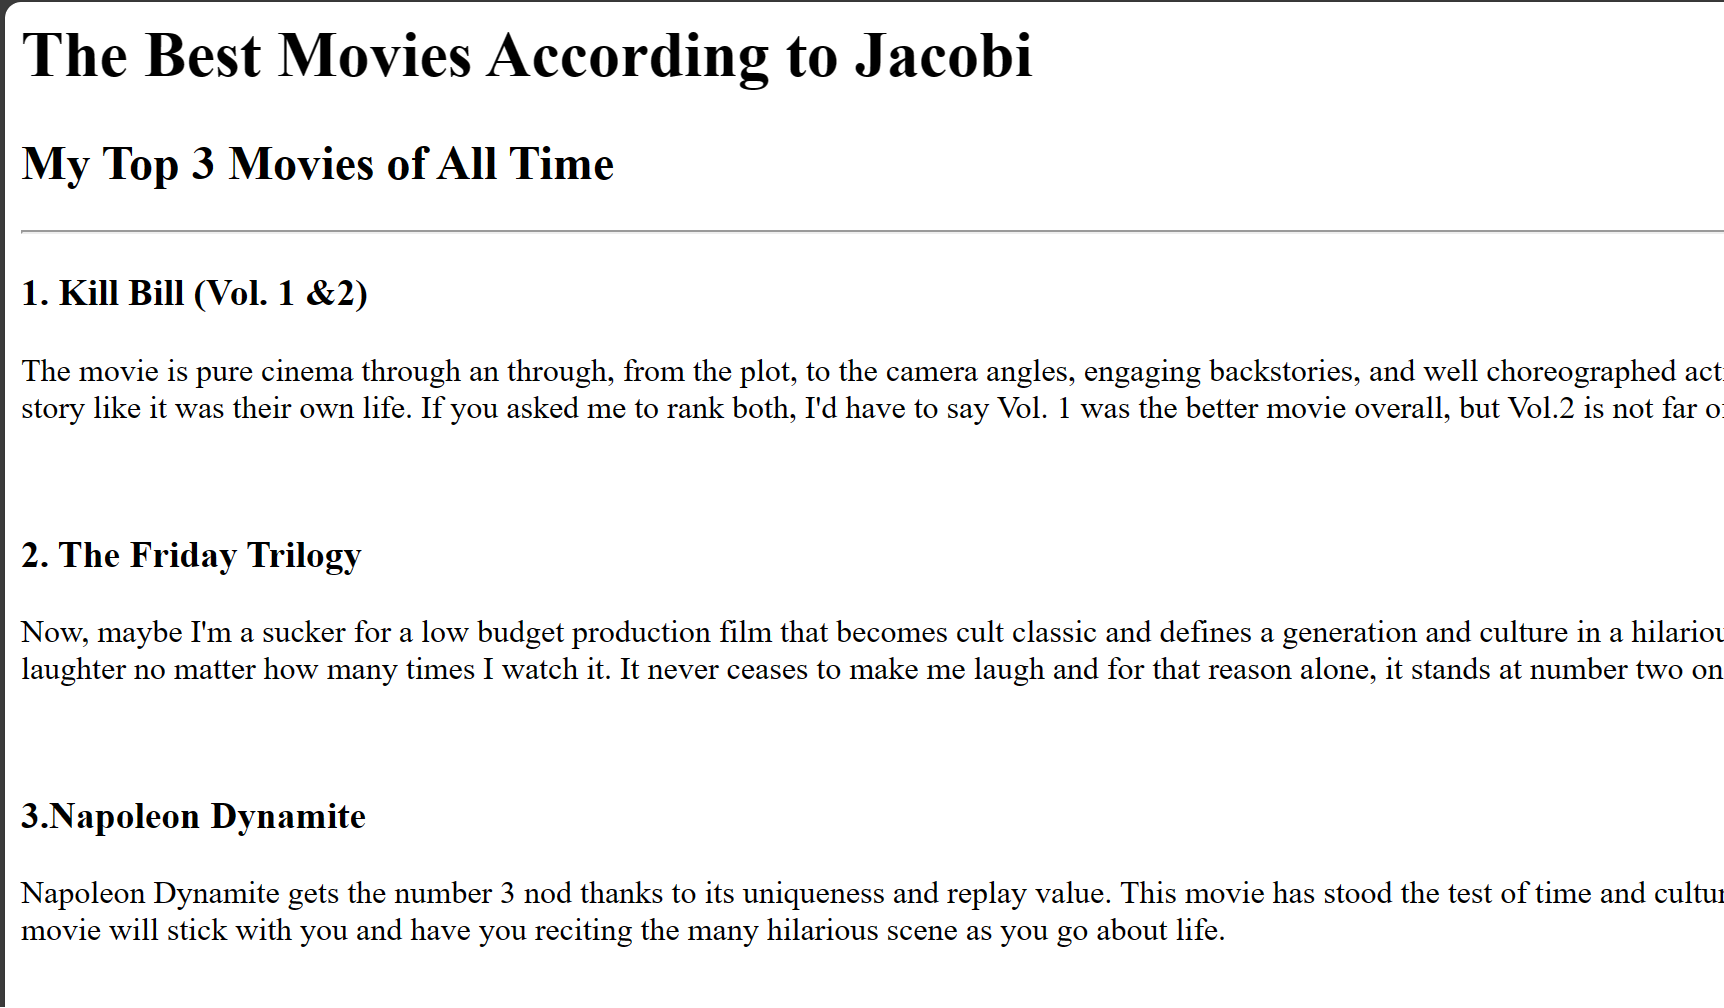 The Best Movies According to Jacobi
My Top 3 Movies of All Time
1. Kill Bill (Vol. 1 &2)
The movie is pure cinema through an through, from the plot, to the camera angles, engaging backstories, and well choreographed
story like it was their own life. If you asked me to rank both, I'd have to say Vol. 1 was the better movie overall, but Vol.2 is not far
2. The Friday Trilogy
Now, maybe I'm a sucker for a low budget production film that becomes cult classic and defines a generation and culture in a
laughter no matter how many times I watch it. It never ceases to make me laugh and for that reason alone, it stands at number two on
3.Napoleon Dynamite
Napoleon Dynamite gets the number 3 nod thanks to its uniqueness and replay value. This movie has stood the test of time and
movie will stick with you and have you reciting the many hilarious scene as you go about life.